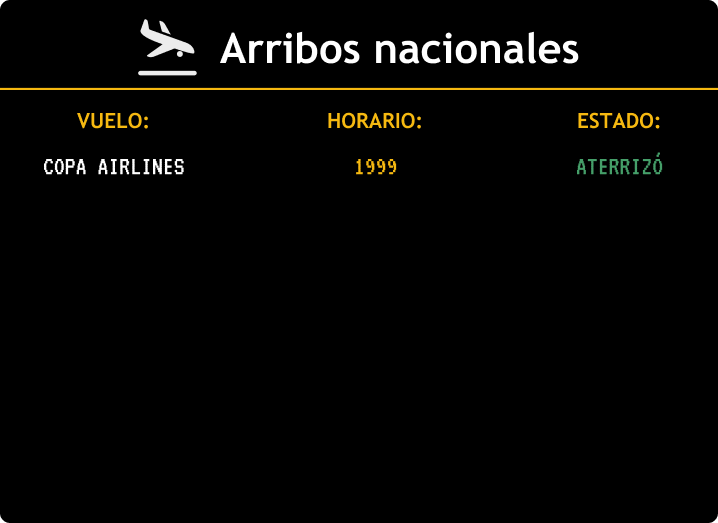 Arribos nacionales
VUELO: HORARIO: ESTADO:
COPA AIRLINES 1999 ATERRIZÓ